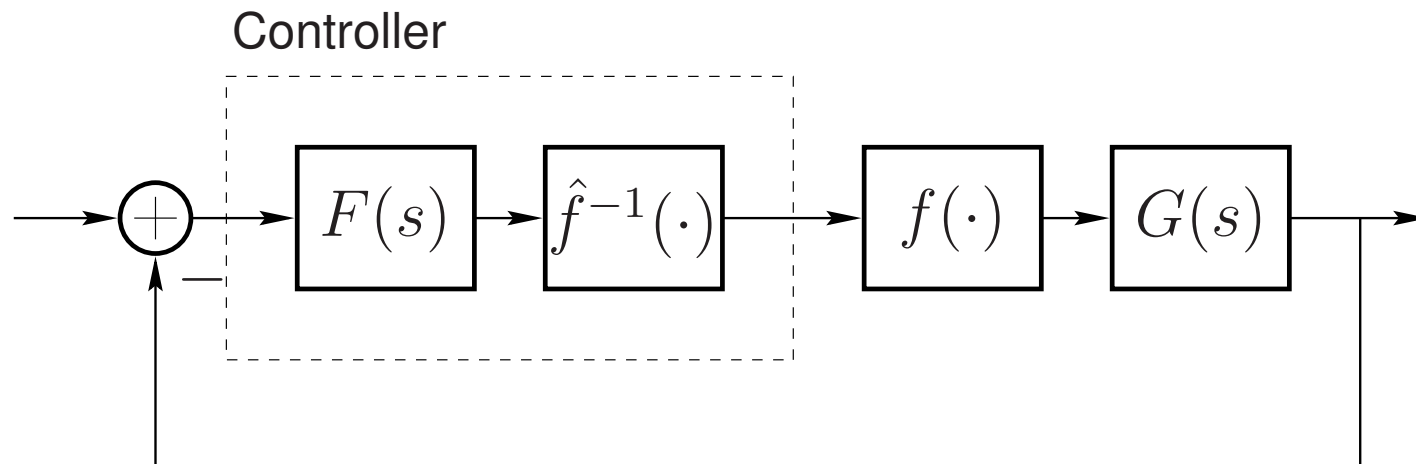 Controller
+ F(s) f̂⁻¹(·) f(·) G(s)
−